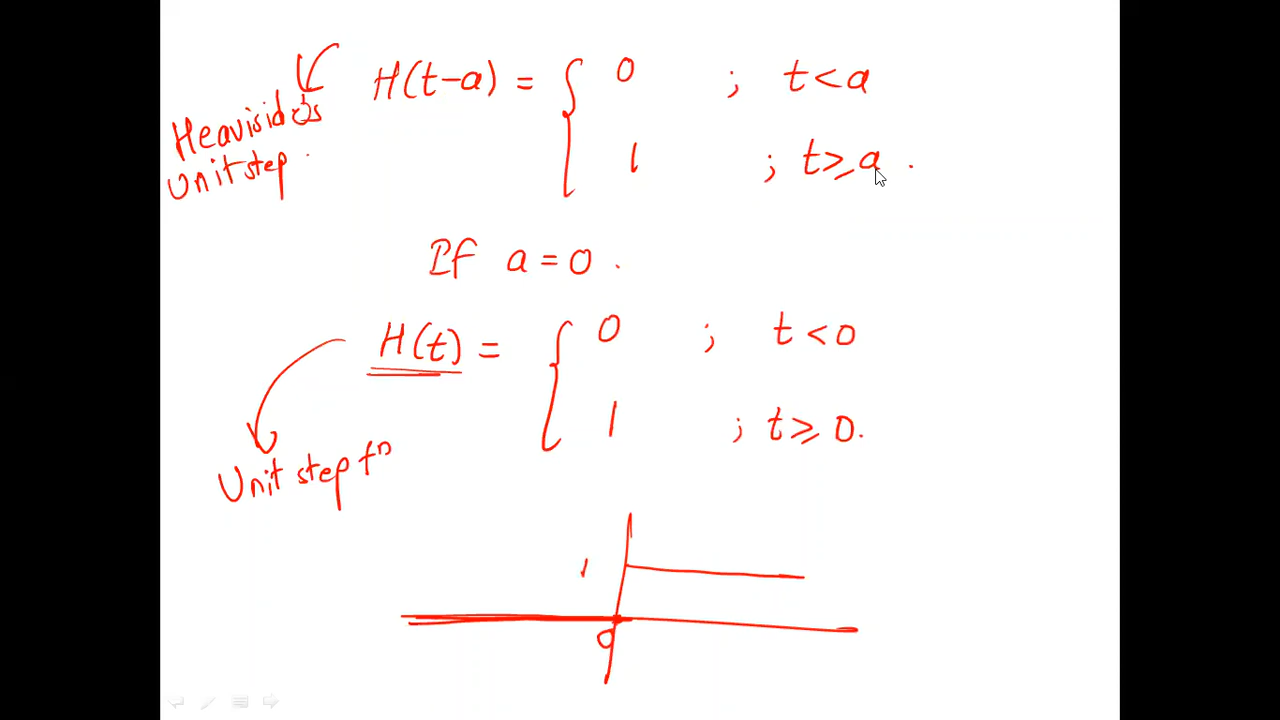 H(t-a) = { 0 ; t<a
1 ; t≥a .
Heaviside's
Unit step
If a = 0 .
H(t) = { 0 ; t < 0
1 ; t ≥ 0.
Unit step fn
1
0